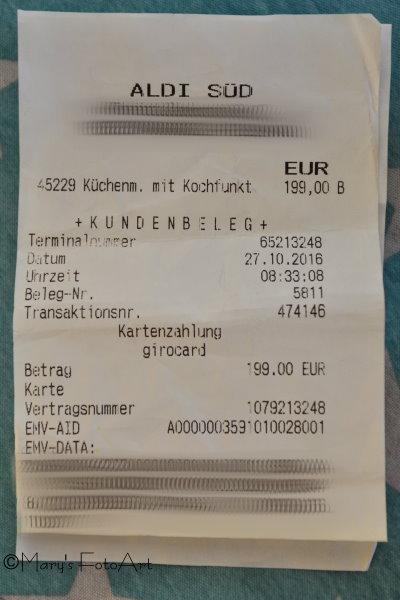 ALDI SÜD
EUR
45229 Küchenm. mit Kochfunkt 199,00 B
+KUNDENBELEG+
Terminalnummer 65213248
Datum 27.10.2016
Uhrzeit 08:33:08
Beleg-Nr. 5811
Transaktionsnr. 474146
Kartenzahlung
girocard
Betrag 199.00 EUR
Karte
Vertragsnummer 1079213248
EMV-AID A0000003591010028001
EMV-DATA:
©Mary's FotoArt